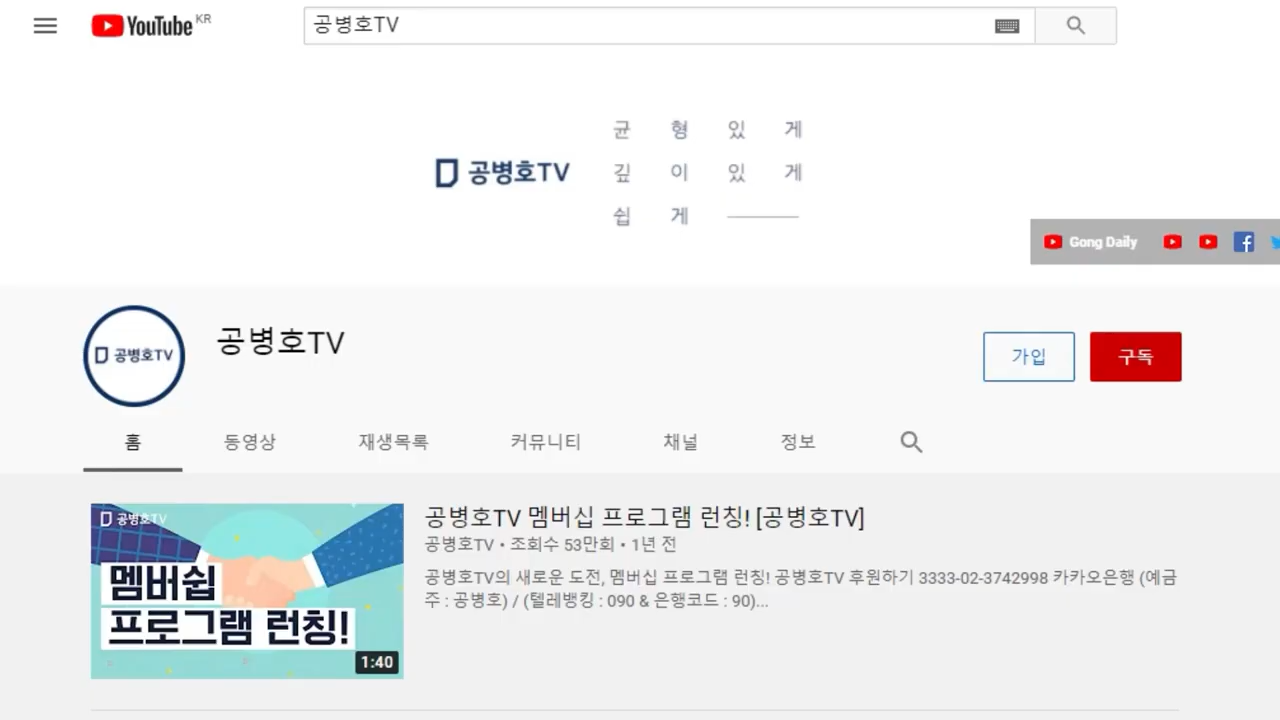 YouTube KR
공병호TV
균 형 있 게
공병호TV
깊 이 있 게
쉽 게
Gong Daily
공병호TV
공병호TV
가입
구독
홈
동영상
재생목록
커뮤니티
채널
정보
공병호TV
멤버쉽
프로그램 런칭!
1:40
공병호TV 멤버십 프로그램 런칭! [공병호TV]
공병호TV • 조회수 53만회 • 1년 전
공병호TV의 새로운 도전, 멤버십 프로그램 런칭! 공병호TV 후원하기 3333-02-3742998 카카오은행 (예금
주 : 공병호) / (텔레뱅킹 : 090 & 은행코드 : 90)...